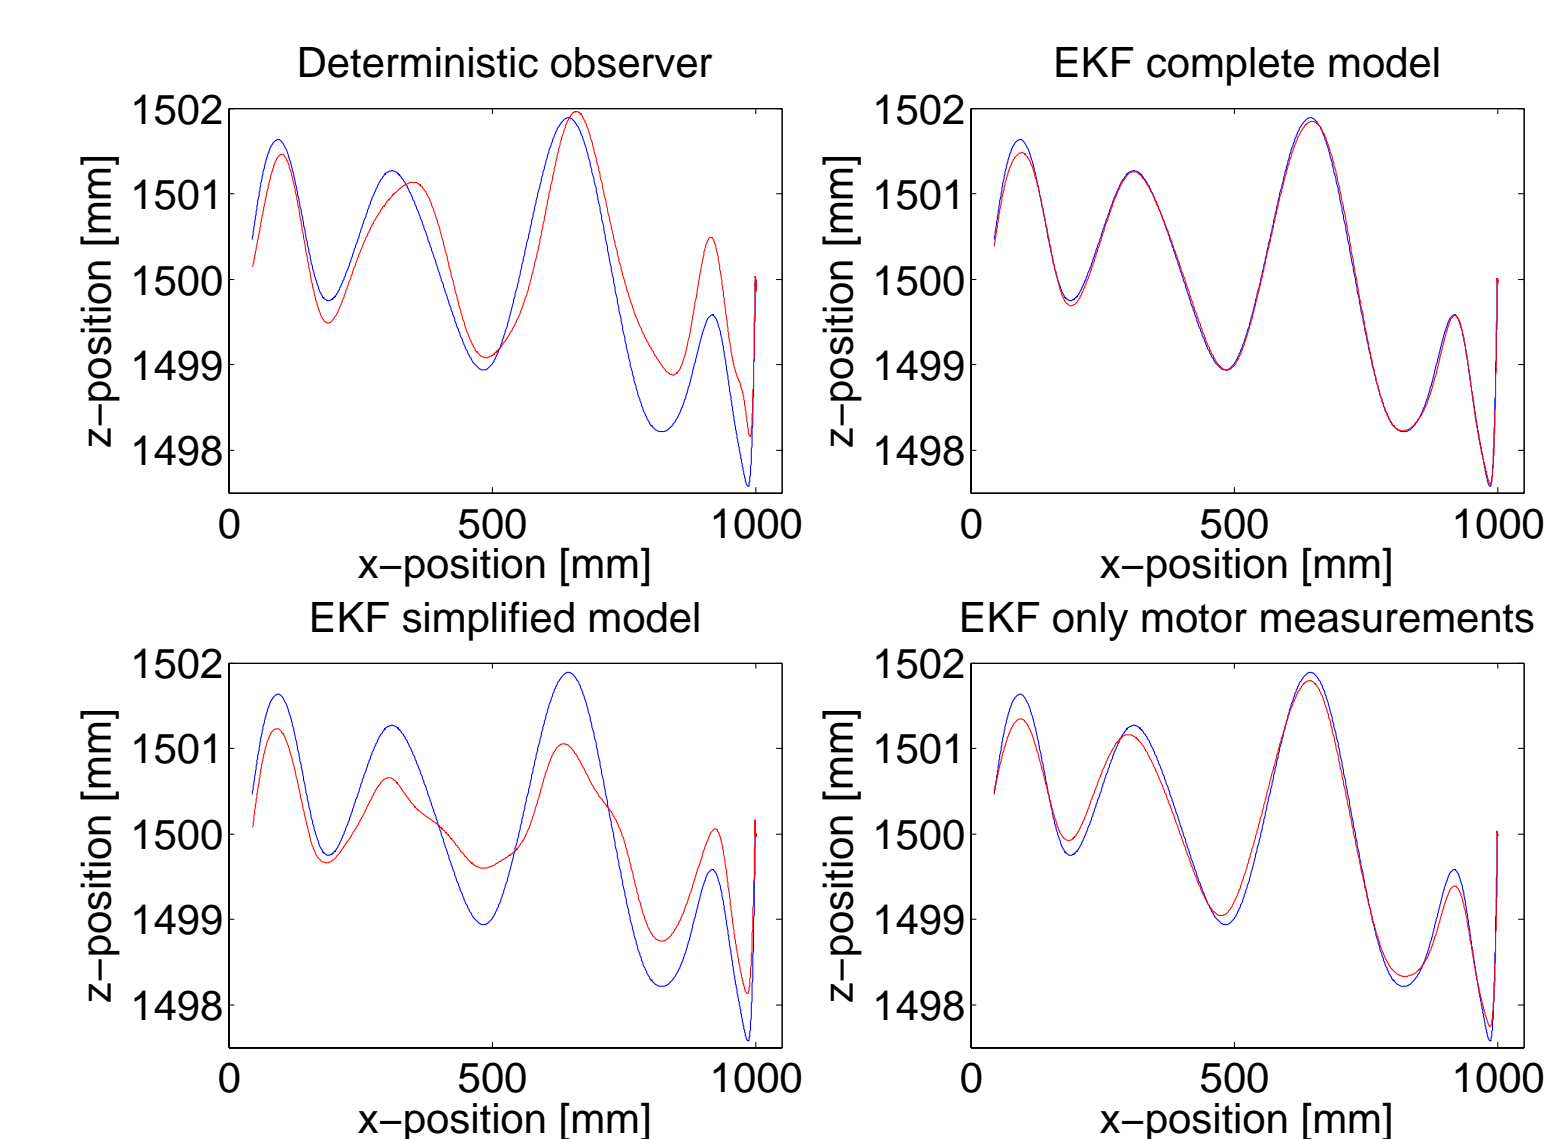 Deterministic observer
1502
1501
1500
1499
1498
z−position [mm]
0 500 1000
x−position [mm]
EKF complete model
1502
1501
1500
1499
1498
z−position [mm]
0 500 1000
x−position [mm]
EKF simplified model
1502
1501
1500
1499
1498
z−position [mm]
0 500 1000
x−position [mm]
EKF only motor measurements
1502
1501
1500
1499
1498
z−position [mm]
0 500 1000
x−position [mm]